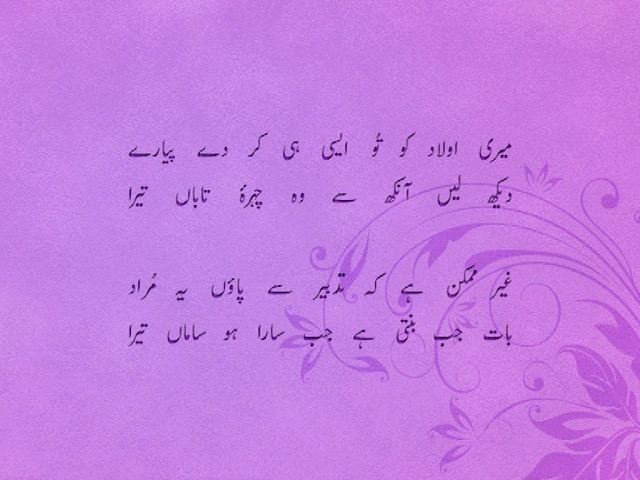 میری اولاد کو تُو ایسی ہی کر دے پیارے
دیکھ لیں آنکھ سے وہ چہرۂ تاباں تیرا
غیر ممکن ہے کہ تدبیر سے پاؤں یہ مُراد
بات جب بنتی ہے جب سارا ہو ساماں تیرا